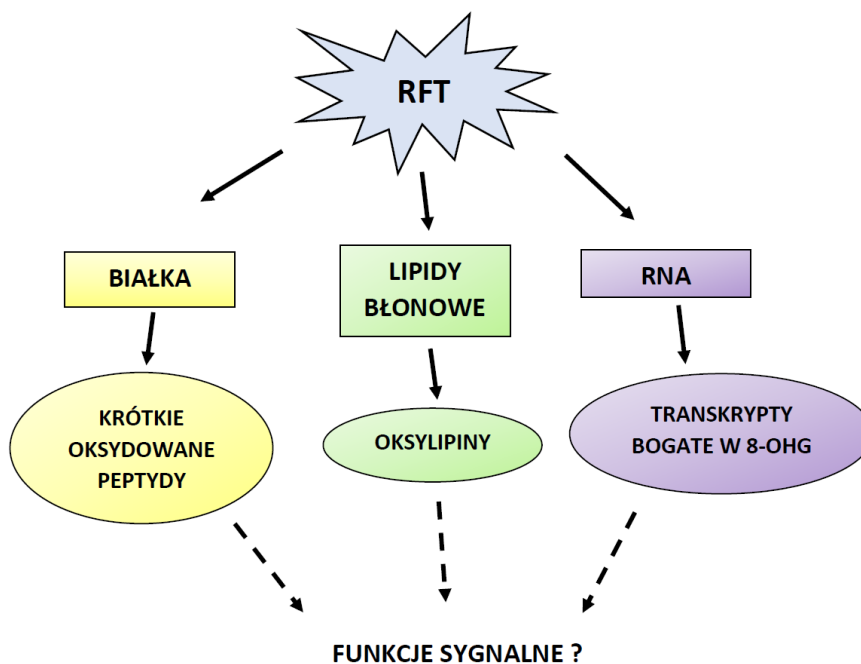 RFT
BIAŁKA
LIPIDY
BŁONOWE
RNA
KRÓTKIE
OKSYDOWANE
PEPTYDY
OKSYLIPINY
TRANSKRYPTY
BOGATE W 8-OHG
FUNKCJE SYGNALNE ?